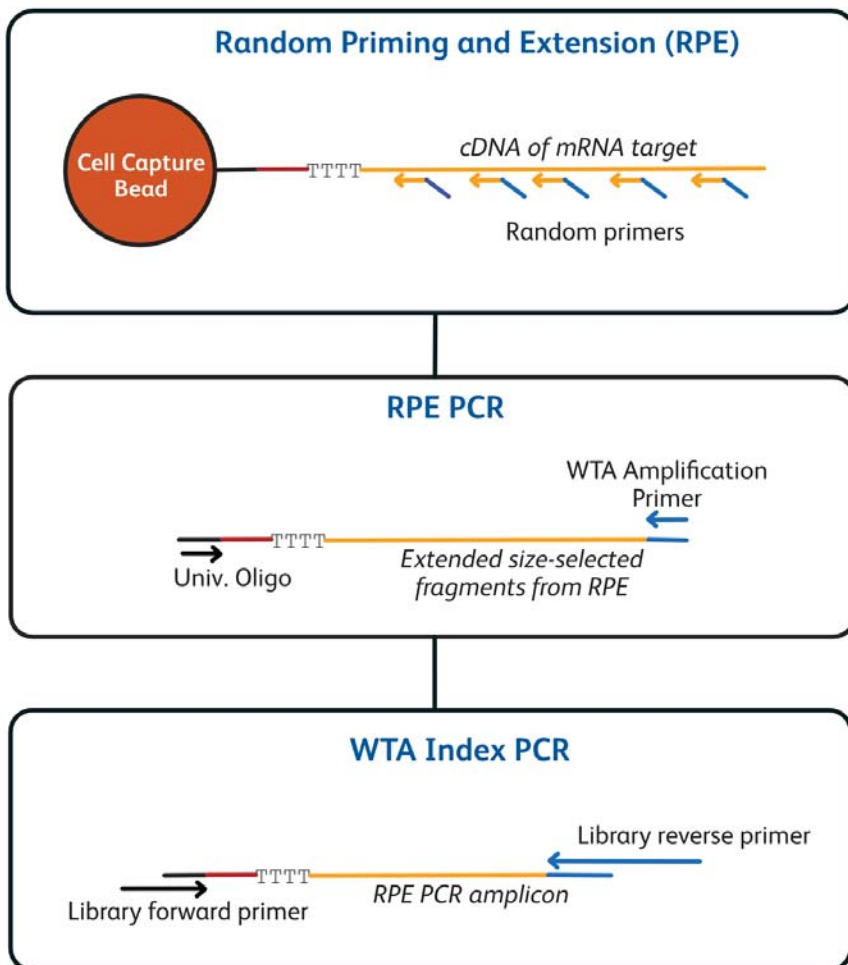 Random Priming and Extension (RPE)
Cell Capture
Bead
TTTT
cDNA of mRNA target
Random primers
RPE PCR
WTA Amplification
Primer
TTTT
Univ. Oligo
Extended size-selected
fragments from RPE
WTA Index PCR
Library reverse primer
TTTT
RPE PCR amplicon
Library forward primer